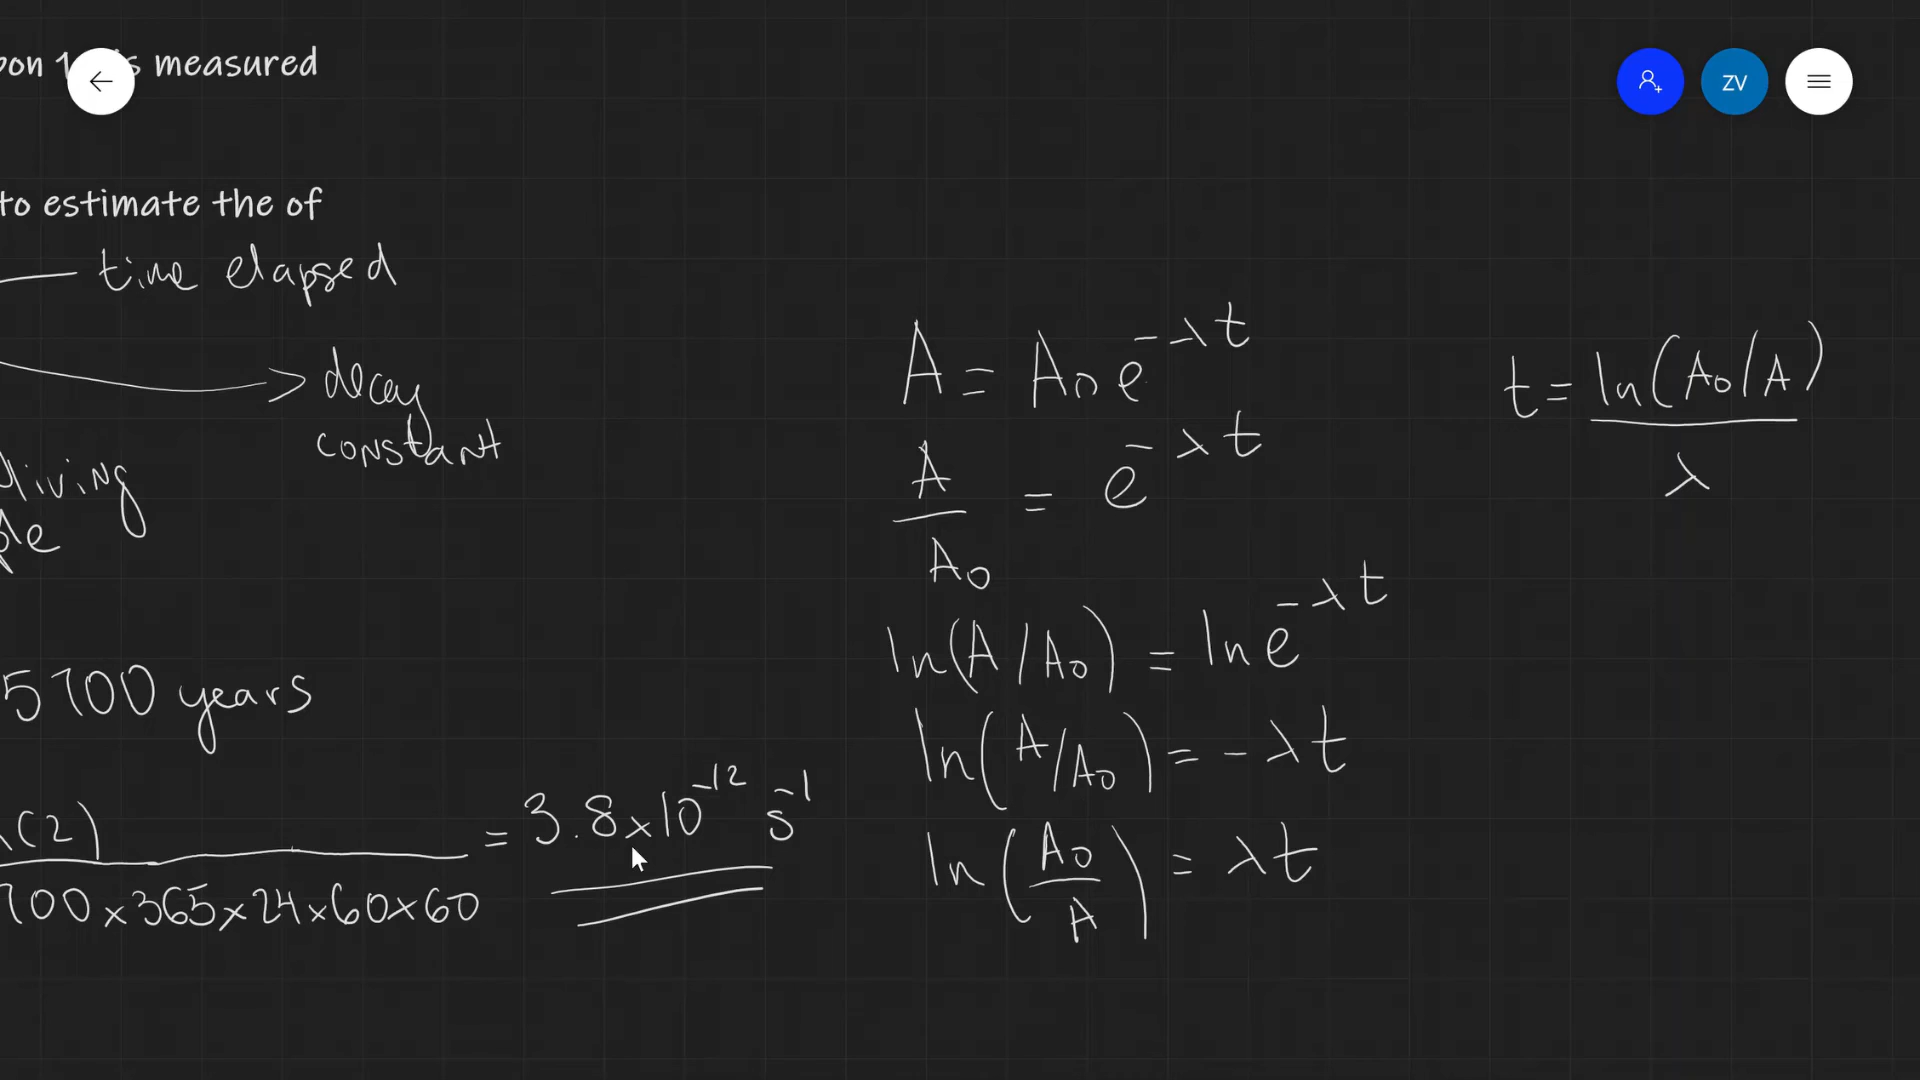 is measured
ZV
to estimate the of
time elapsed
decay
constant
living
5700 years
(2)
= 3.8×10⁻¹² s⁻¹
700×365×24×60×60
A = A₀e^-λt
A/A₀ = e^-λt
ln(A/A₀) = ln e^-λt
ln(A/A₀) = -λt
ln(A₀/A) = λt
t = ln(A₀/A)/λ